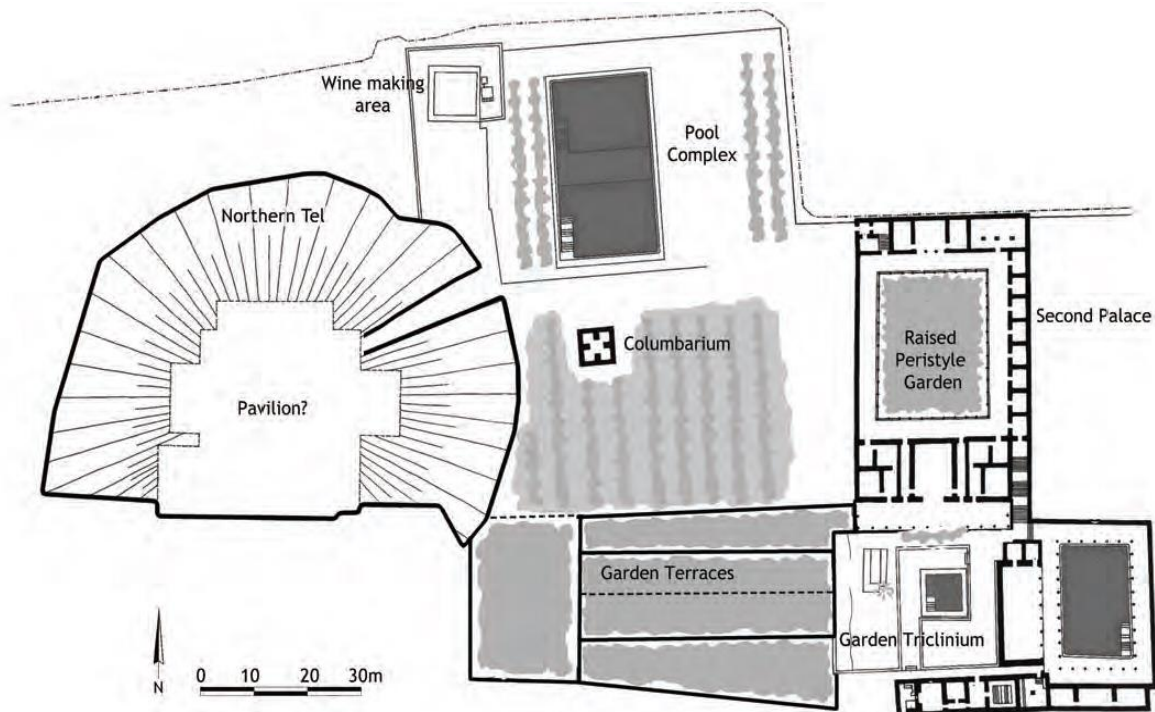 Wine making
area
Pool
Complex
Northern Tel
Columbarium
Raised
Peristyle
Garden
Second Palace
Pavilion?
Garden Terraces
Garden Triclinium
N
0 10 20 30m